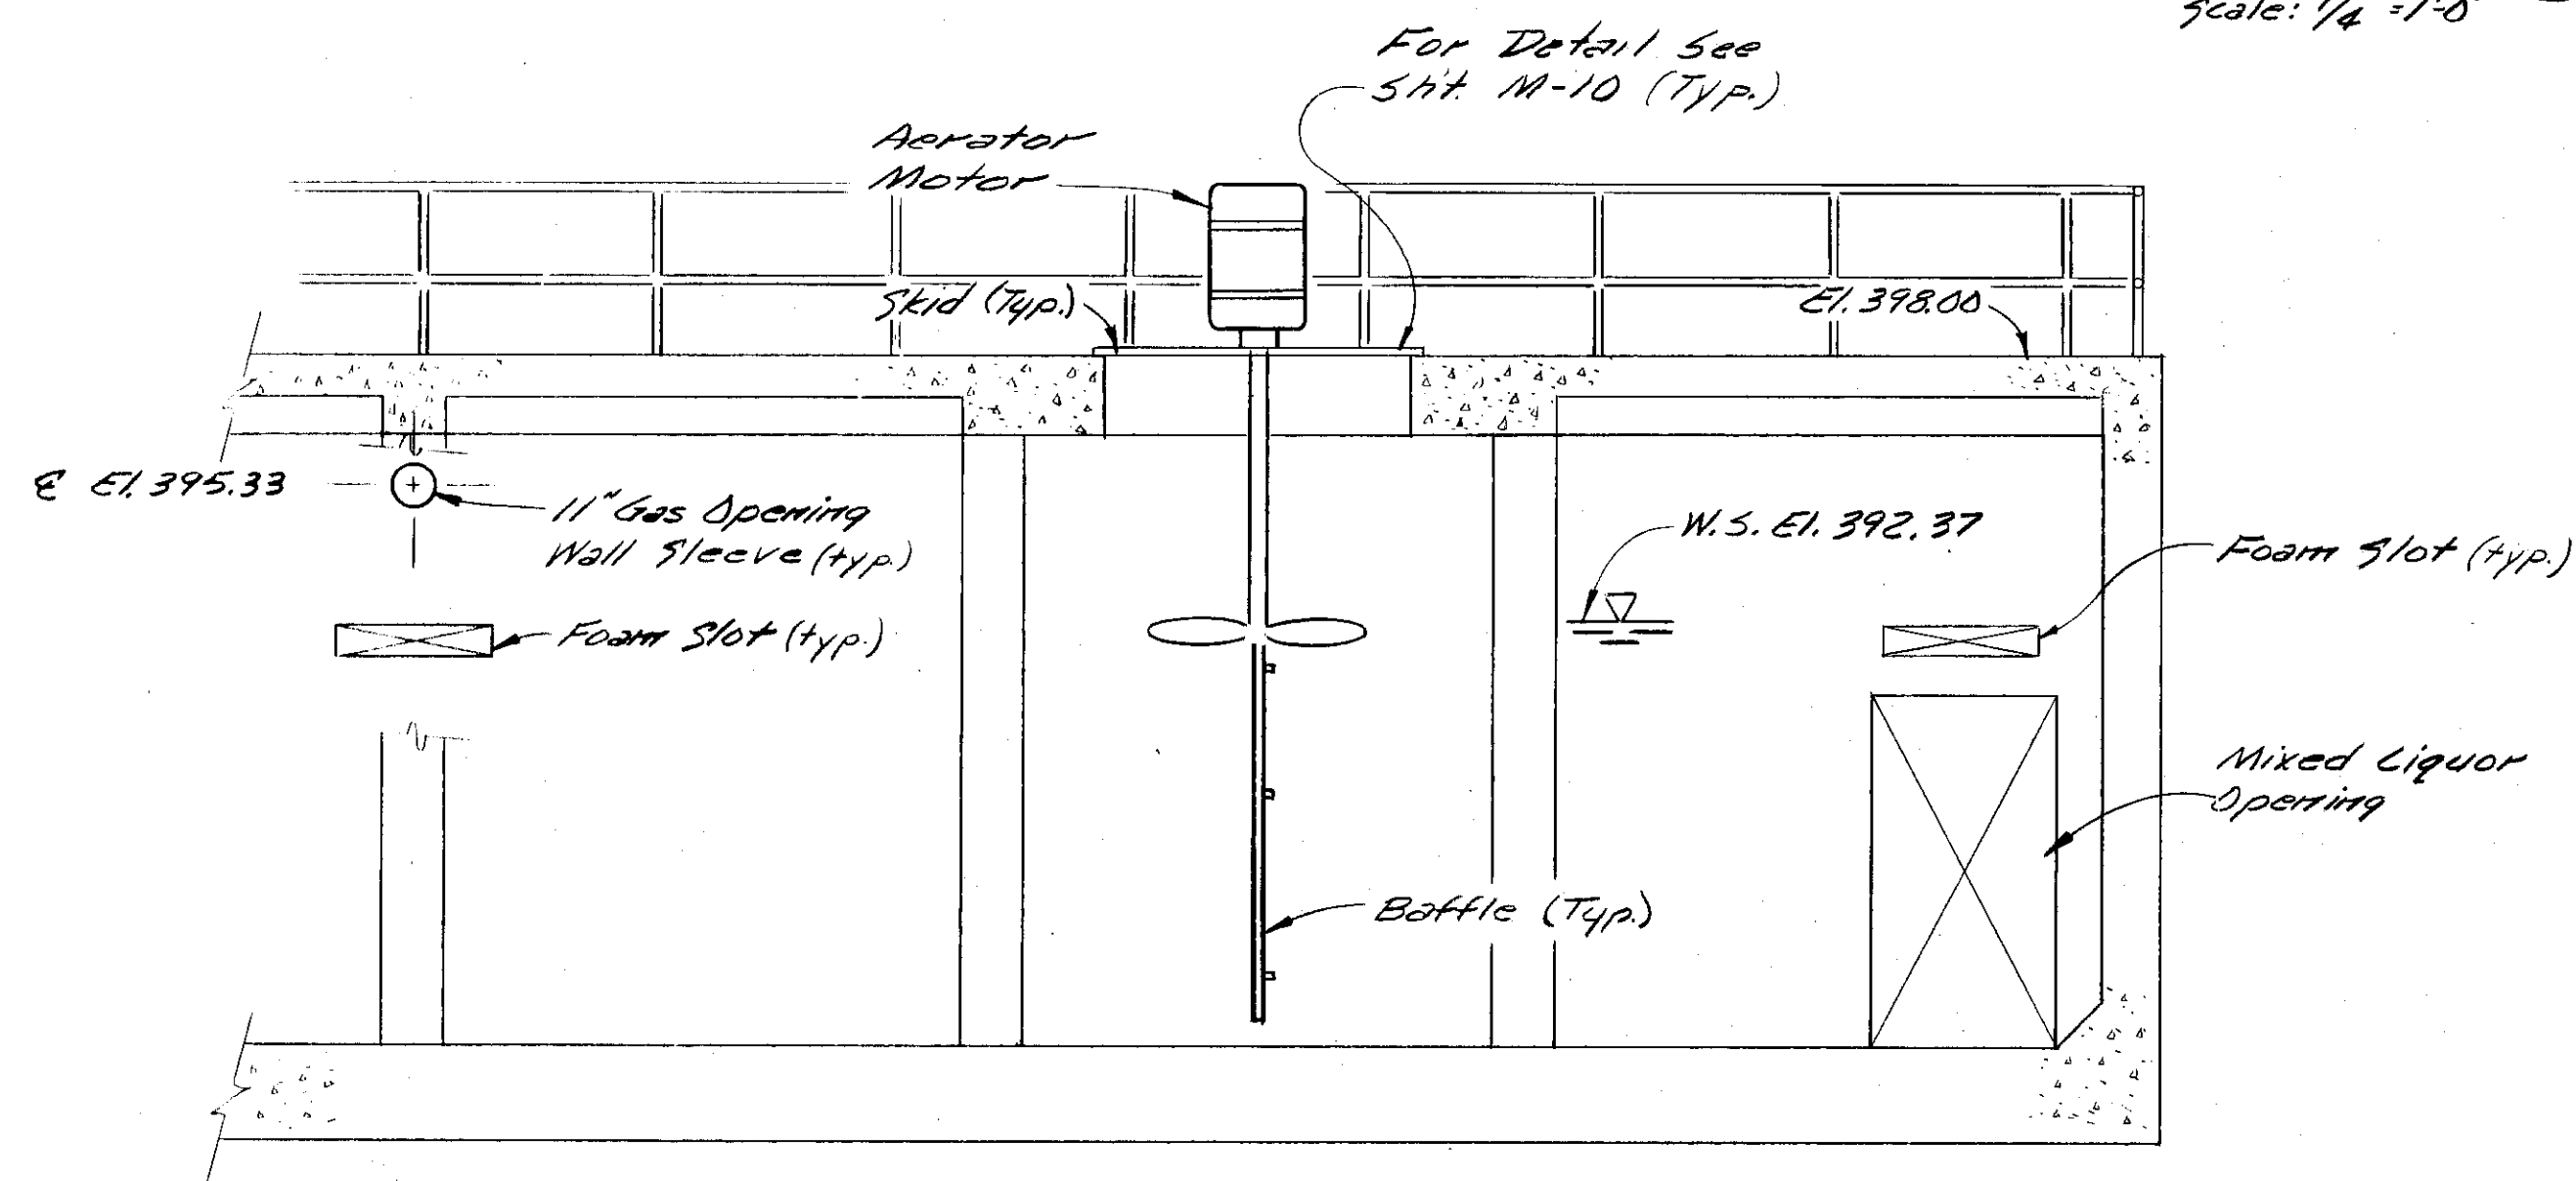 Scale: 1/4 = 1'-0
For Detail See
Sht. M-10 (Typ.)
Aerator
Motor
Skid (Typ.)
El. 398.00
℄ El. 395.33
11" Gas Opening
Wall Sleeve (typ.)
W.S. El. 392.37
Foam Slot (typ.)
Foam Slot (typ.)
Mixed Liquor
Opening
Baffle (Typ.)